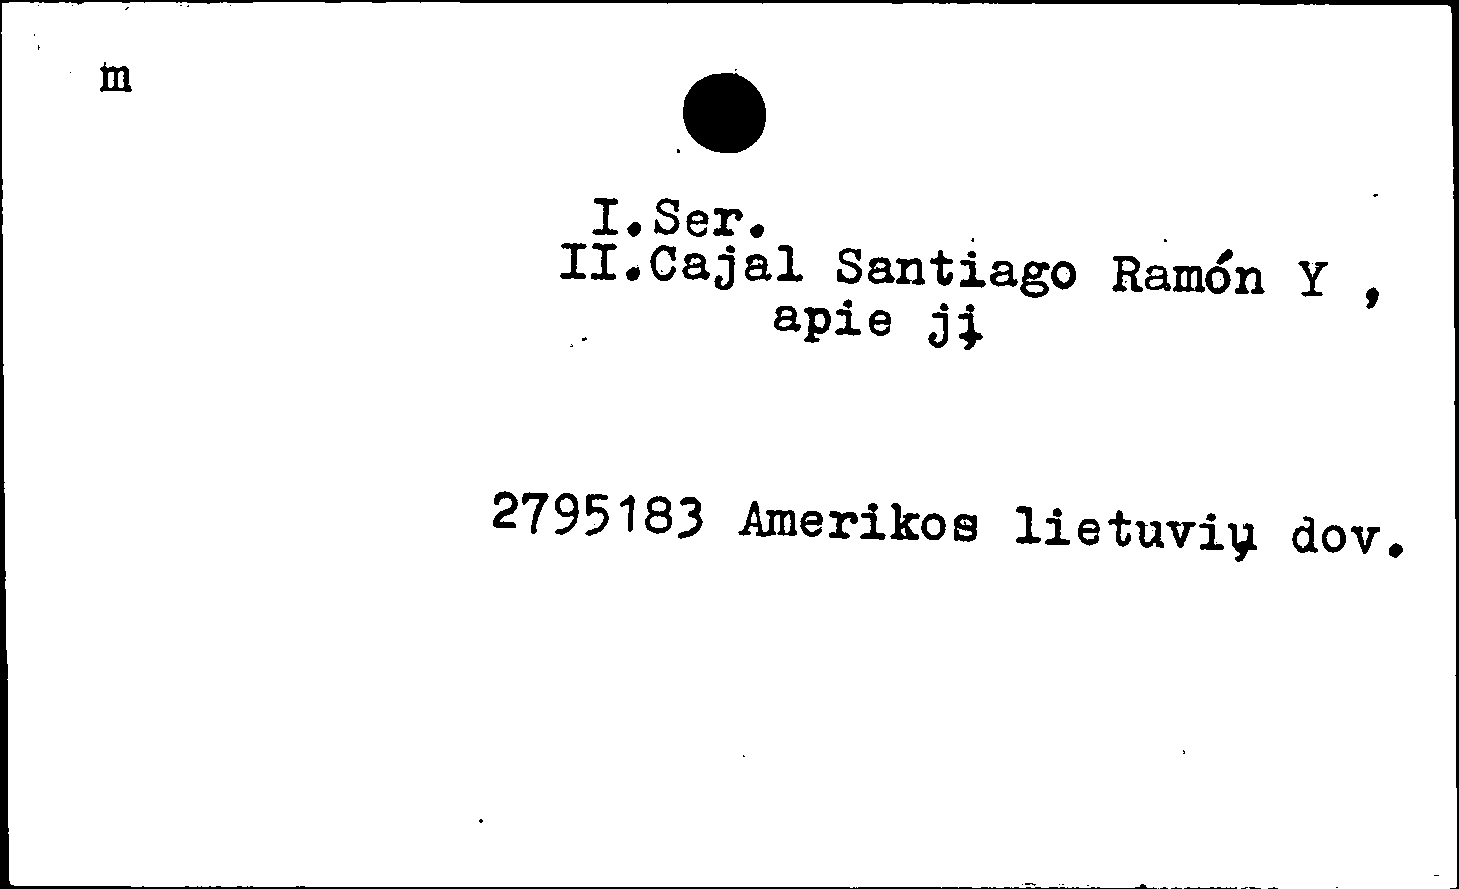 m
I.Ser.
II.Cajal Santiago Ramón Y ,
apie jį
2795183 Amerikos lietuvių dov.